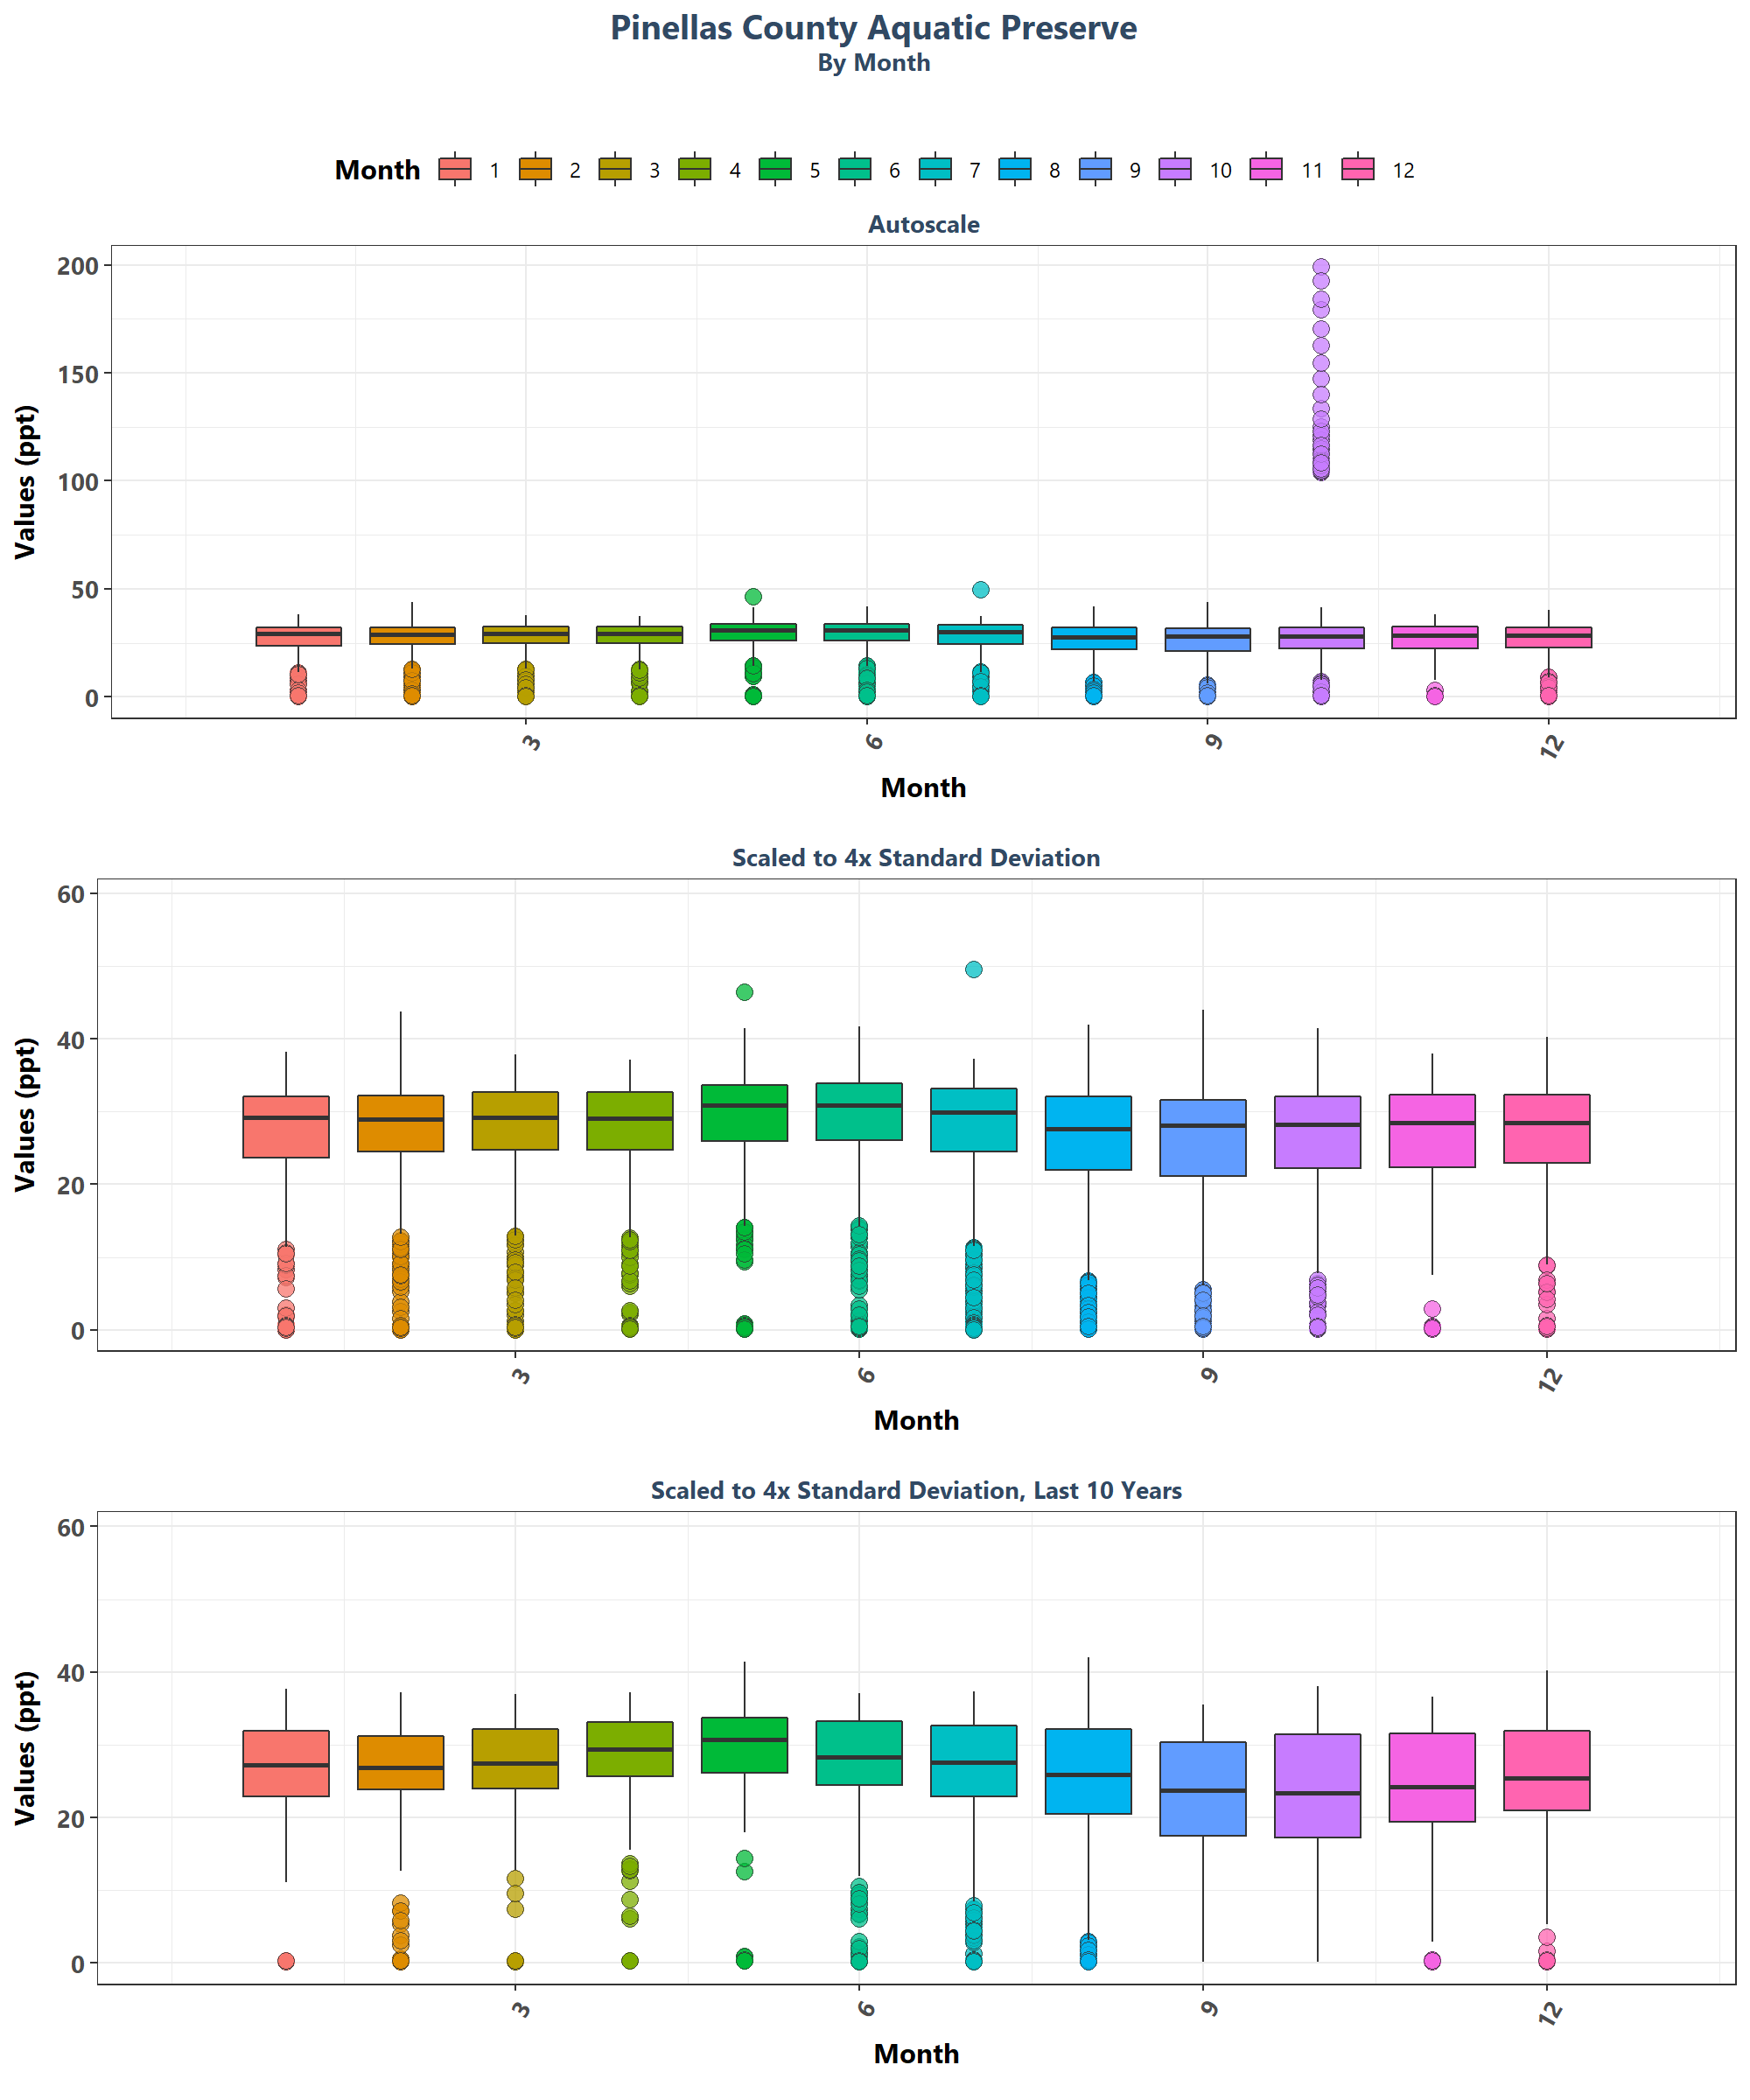 Pinellas County Aquatic Preserve
By Month
Month 1 2 3 4 5 6 7 8 9 10 11 12
Autoscale
Values (ppt)
200
150
100
50
0
3 6 9 12
Month
Scaled to 4x Standard Deviation
Values (ppt)
60
40
20
0
3 6 9 12
Month
Scaled to 4x Standard Deviation, Last 10 Years
Values (ppt)
60
40
20
0
3 6 9 12
Month